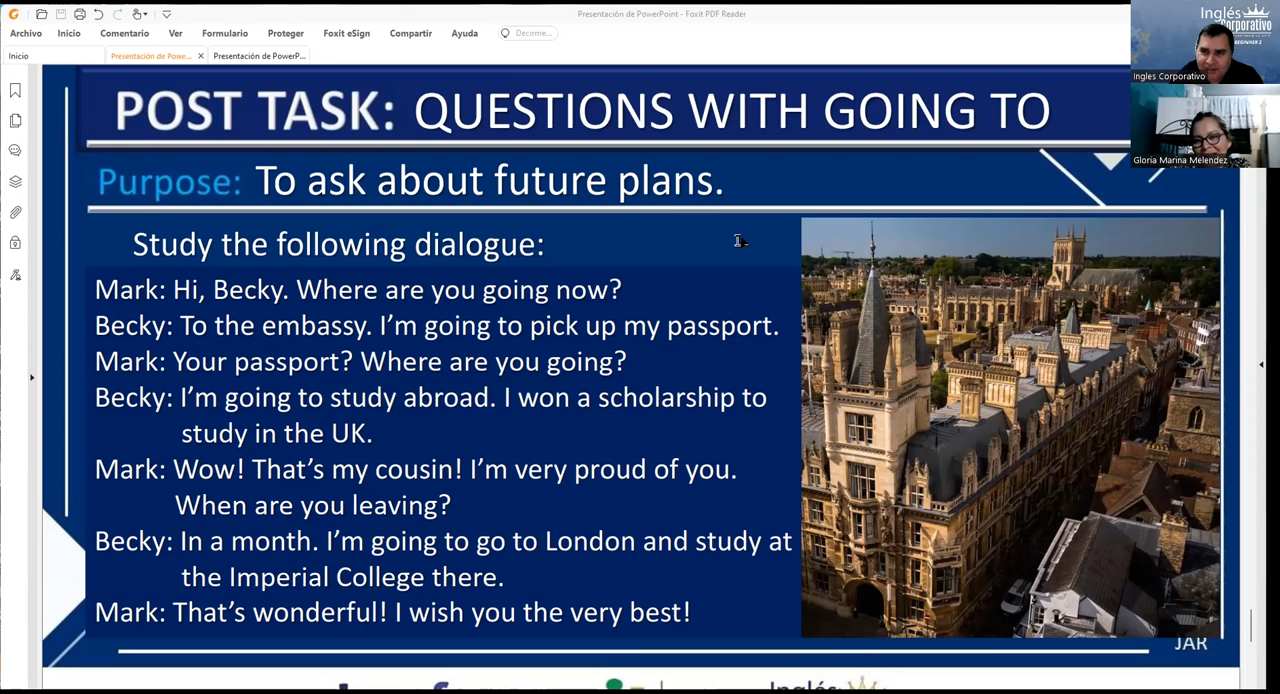 Presentación de PowerPoint - Foxit PDF Reader
Archivo Inicio Comentario Ver Formulario Proteger Foxit eSign Compartir Ayuda Decirme...
Inicio Presentación de Powe... Presentación de PowerP...
Inglés
Corporativo
BEGINNER 2
Ingles Corporativo
Gloria Marina Melendez
POST TASK: QUESTIONS WITH GOING TO
Purpose: To ask about future plans.
Study the following dialogue:
Mark: Hi, Becky. Where are you going now?
Becky: To the embassy. I'm going to pick up my passport.
Mark: Your passport? Where are you going?
Becky: I'm going to study abroad. I won a scholarship to
study in the UK.
Mark: Wow! That's my cousin! I'm very proud of you.
When are you leaving?
Becky: In a month. I'm going to go to London and study at
the Imperial College there.
Mark: That's wonderful! I wish you the very best!
JAR
Inglés